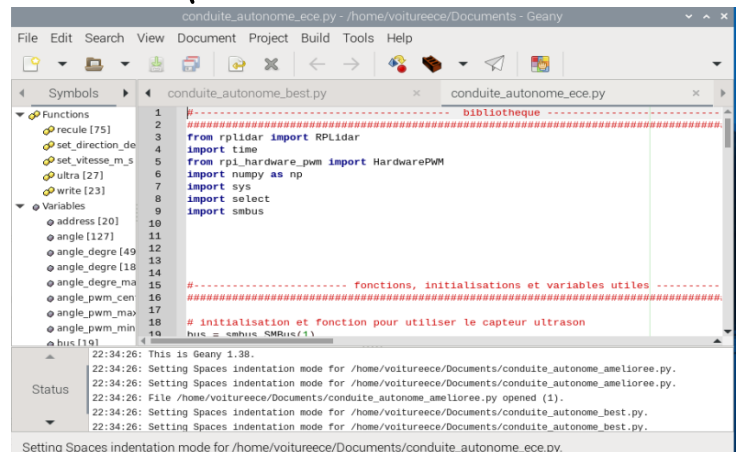 conduite_autonome_ece.py - /home/voitureece/Documents - Geany
File Edit Search View Document Project Build Tools Help
Symbols conduite_autonome_best.py × conduite_autonome_ece.py ×
Functions
recule [75]
set_direction_de
set_vitesse_m_s
ultra [27]
write [23]
Variables
address [20]
angle [127]
angle_degre [49
angle_degre [18
angle_degre_ma
angle_pwm_cen
angle_pwm_max
angle_pwm_min
bus [19]
1 #---------------------------------------- bibliotheque ---------------------------
2 ####################################################################################
3 from rplidar import RPLidar
4 import time
5 from rpi_hardware_pwm import HardwarePWM
6 import numpy as np
7 import sys
8 import select
9 import smbus
10
11
12
13
14
15 #------------------------ fonctions, initialisations et variables utiles ----------
16 ####################################################################################
17
18 # initialisation et fonction pour utiliser le capteur ultrason
19 bus = smbus.SMBus(1)
Status
22:34:26: This is Geany 1.38.
22:34:26: Setting Spaces indentation mode for /home/voitureece/Documents/conduite_autonome_amelioree.py.
22:34:26: Setting Spaces indentation mode for /home/voitureece/Documents/conduite_autonome_amelioree.py.
22:34:26: File /home/voitureece/Documents/conduite_autonome_amelioree.py opened (1).
22:34:26: Setting Spaces indentation mode for /home/voitureece/Documents/conduite_autonome_best.py.
22:34:26: Setting Spaces indentation mode for /home/voitureece/Documents/conduite_autonome_best.py.
Setting Spaces indentation mode for /home/voitureece/Documents/conduite_autonome_ece.py.